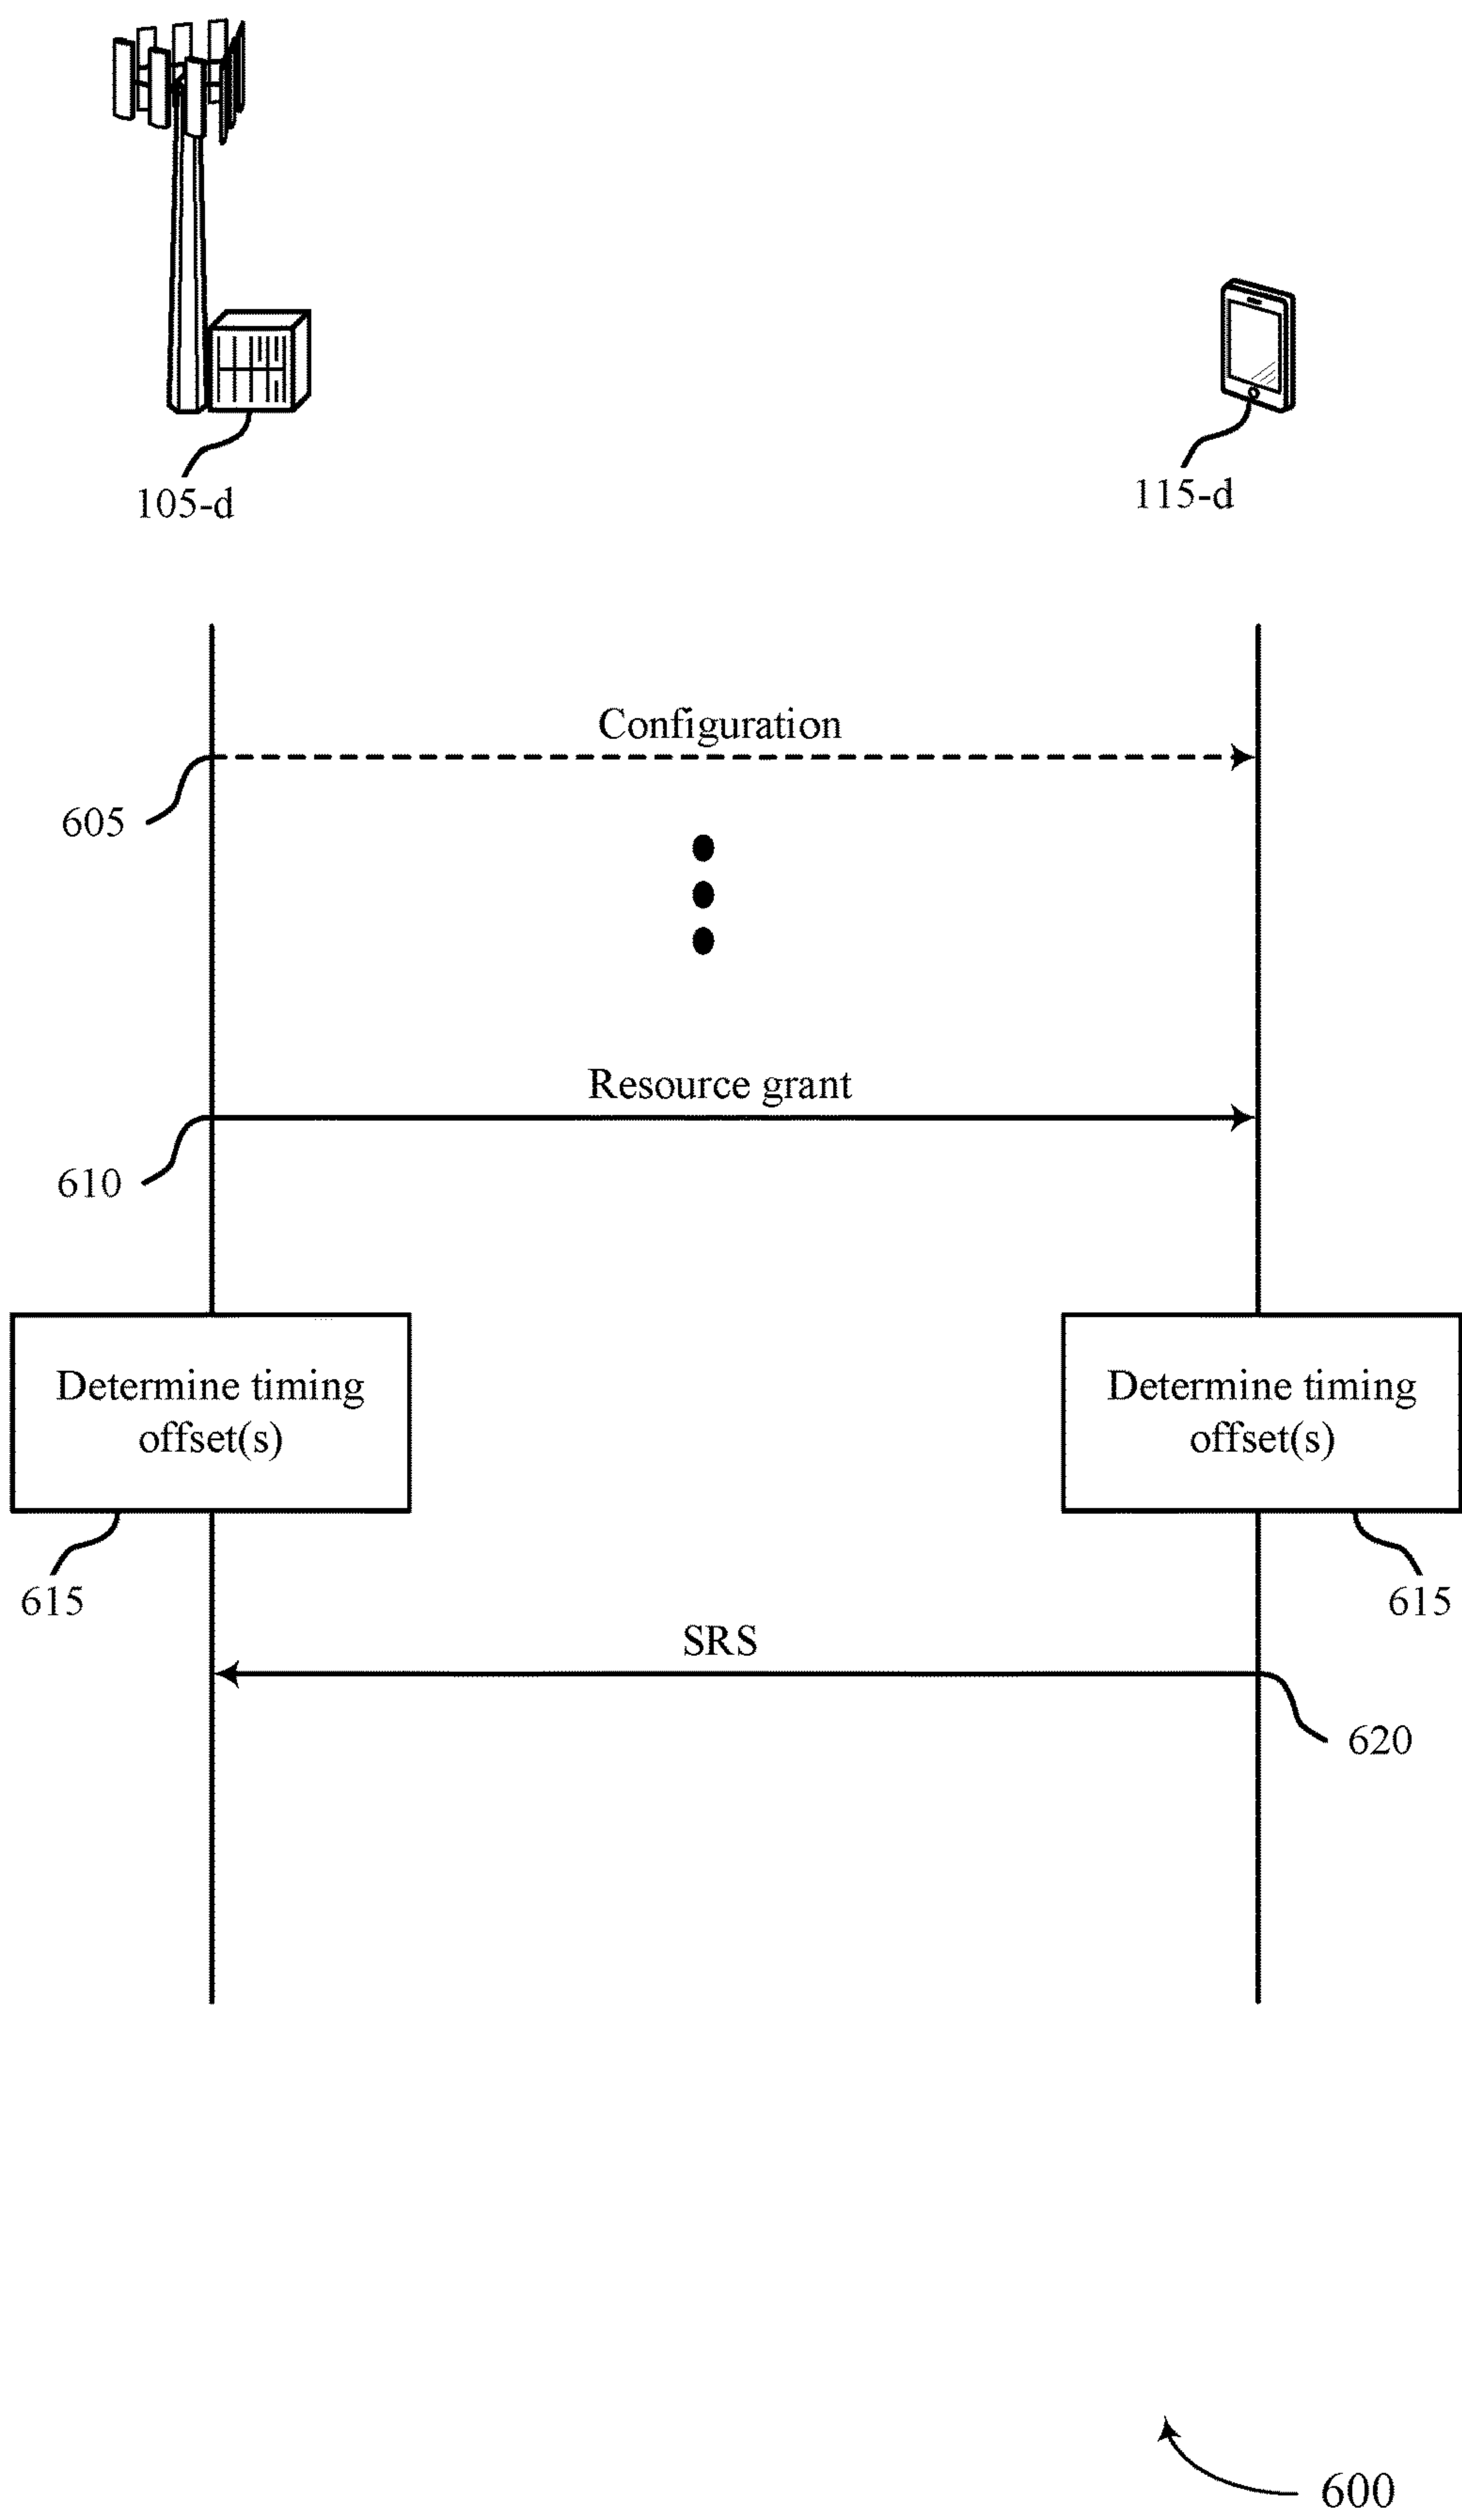 105-d
115-d
Configuration
605
Resource grant
610
Determine timing
offset(s)
Determine timing
offset(s)
615
615
SRS
620
600